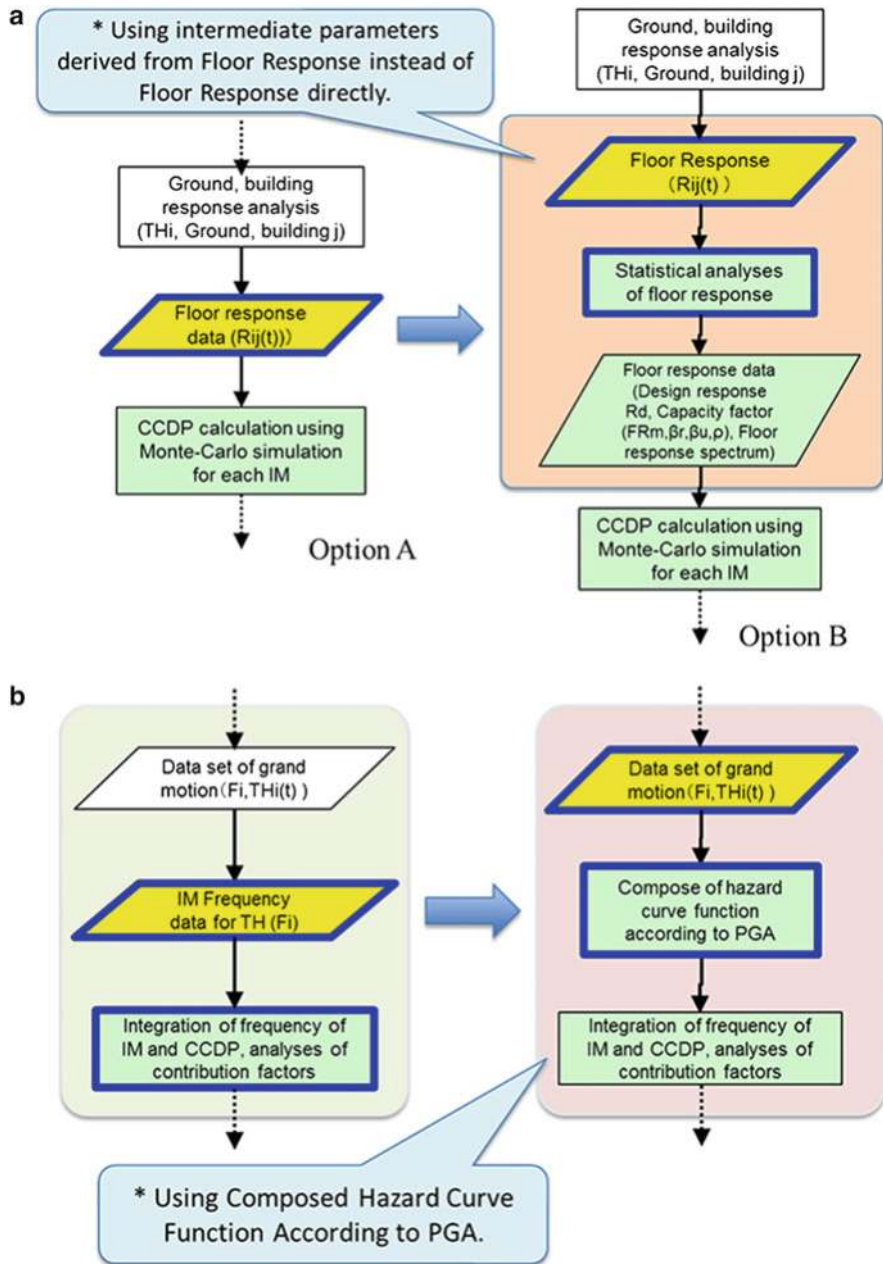 a
* Using intermediate parameters
derived from Floor Response instead of
Floor Response directly.
Ground, building
response analysis
(THi, Ground, building j)
Floor response
data (Rij(t)))
CCDP calculation using
Monte-Carlo simulation
for each IM
Option A
Ground, building
response analysis
(THi, Ground, building j)
Floor Response
(Rij(t) )
Statistical analyses
of floor response
Floor response data
(Design response
Rd, Capacity factor
(FRm,βr,βu,ρ), Floor
response spectrum)
CCDP calculation using
Monte-Carlo simulation
for each IM
Option B
b
Data set of grand
motion(Fi,THi(t) )
IM Frequency
data for TH (Fi)
Integration of frequency of
IM and CCDP, analyses of
contribution factors
Data set of grand
motion(Fi,THi(t) )
Compose of hazard
curve function
according to PGA
Integration of frequency of
IM and CCDP, analyses of
contribution factors
* Using Composed Hazard Curve
Function According to PGA.